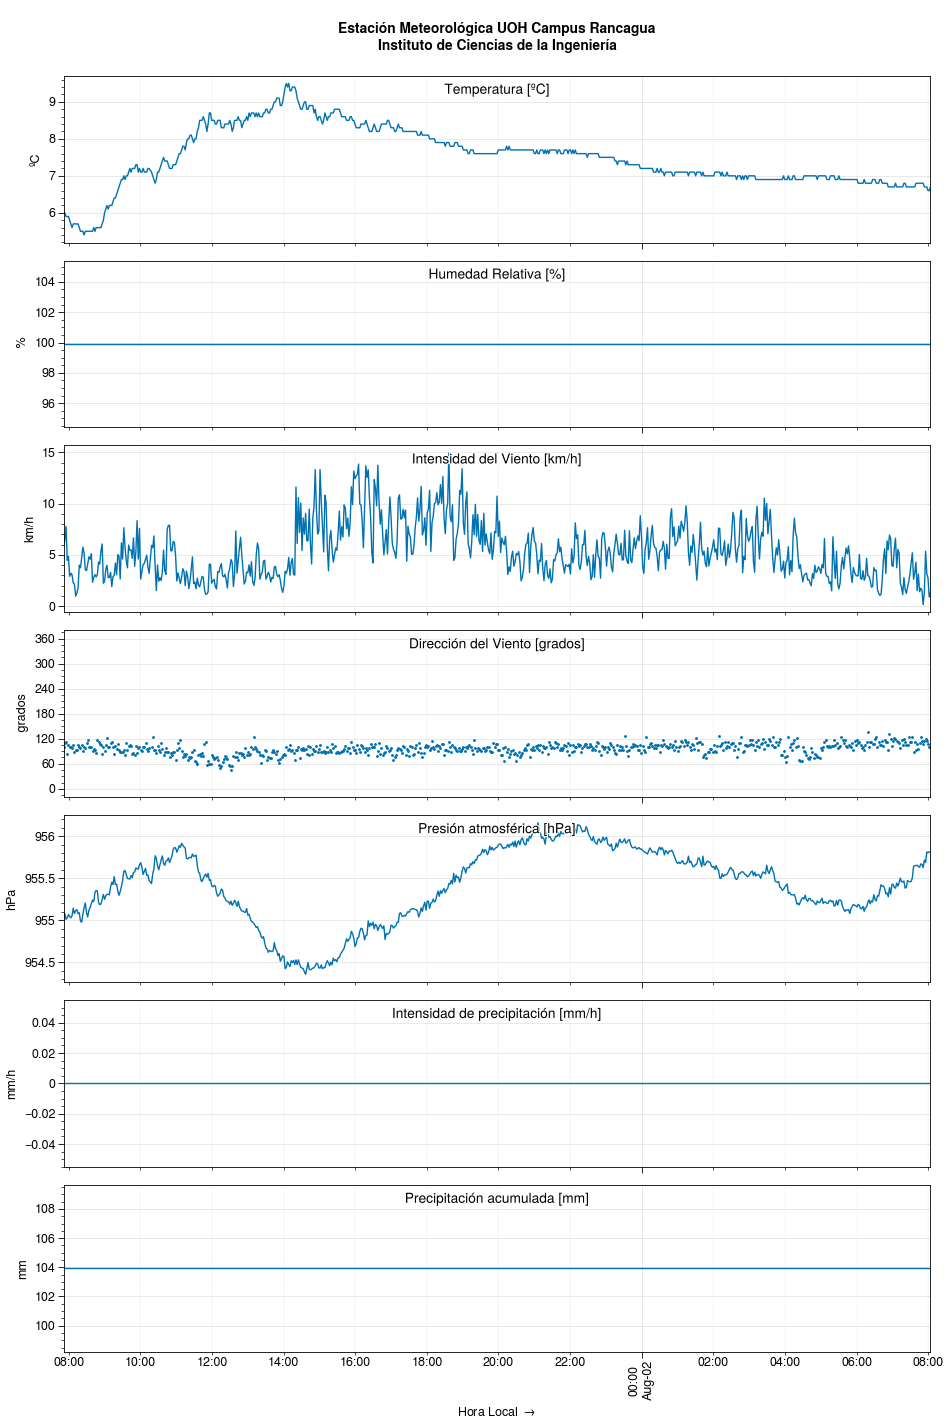 Estación Meteorológica UOH Campus Rancagua
Instituto de Ciencias de la Ingeniería
Temperatura [ºC]
ºC
9
8
7
6
Humedad Relativa [%]
%
104
102
100
98
96
Intensidad del Viento [km/h]
km/h
15
10
5
0
Dirección del Viento [grados]
grados
360
300
240
180
120
60
0
Presión atmosférica [hPa]
hPa
956
955.5
955
954.5
Intensidad de precipitación [mm/h]
mm/h
0.04
0.02
0
−0.02
−0.04
Precipitación acumulada [mm]
mm
108
106
104
102
100
08:00 10:00 12:00 14:00 16:00 18:00 20:00 22:00 00:00 02:00 04:00 06:00 08:00
Aug-02
Hora Local →